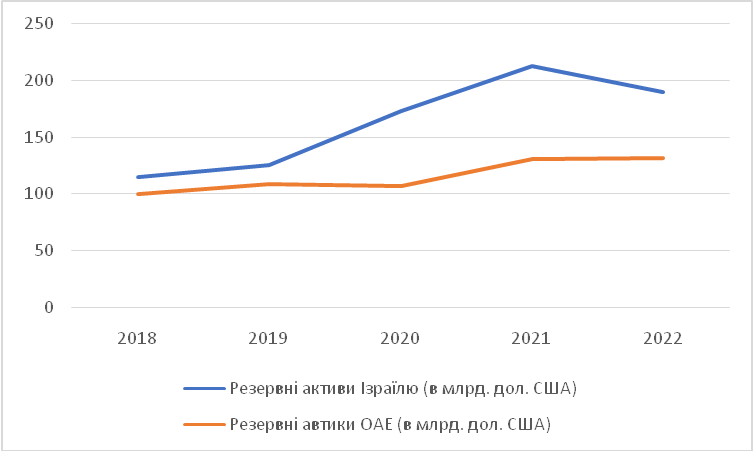 250
200
150
100
50
0
2018 2019 2020 2021 2022
Резервні активи Ізраїлю (в млрд. дол. США)
Резервні автики ОАЕ (в млрд. дол. США)